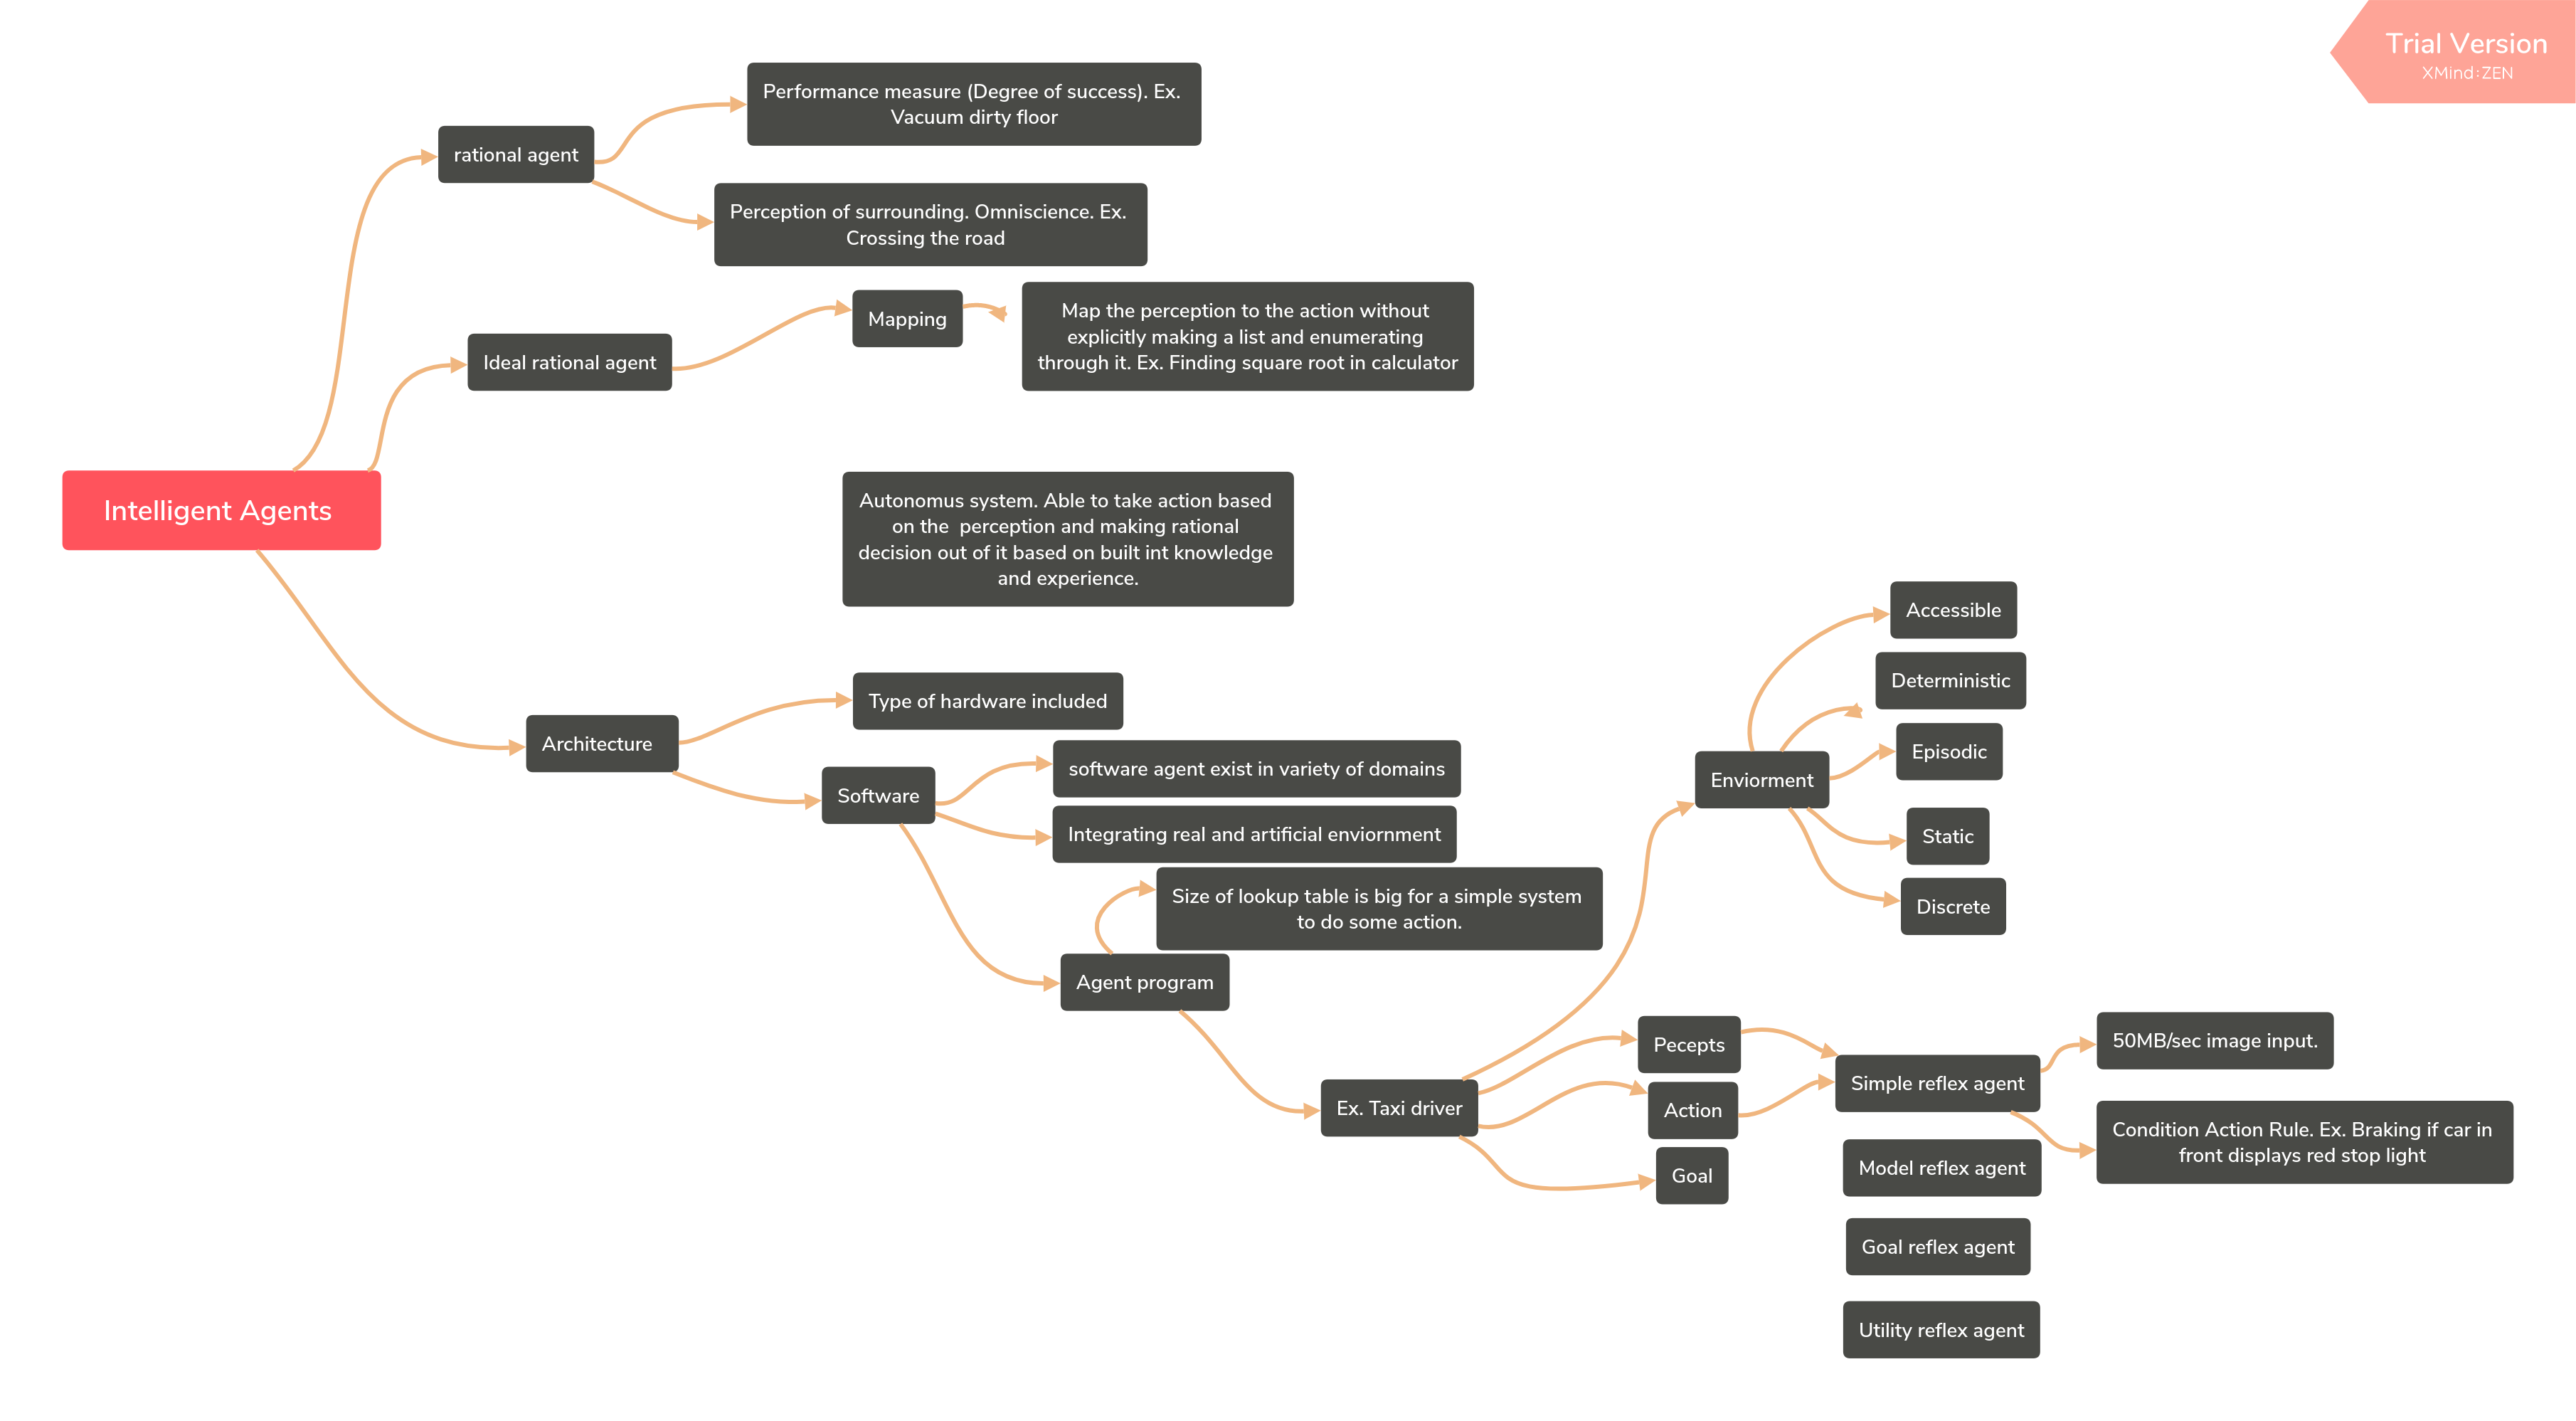 Trial Version
XMind:ZEN
Performance measure (Degree of success). Ex.
Vacuum dirty floor
rational agent
Perception of surrounding. Omniscience. Ex.
Crossing the road
Mapping
Map the perception to the action without
explicitly making a list and enumerating
through it. Ex. Finding square root in calculator
Ideal rational agent
Intelligent Agents
Autonomus system. Able to take action based
on the  perception and making rational
decision out of it based on built int knowledge
and experience.
Architecture
Type of hardware included
Software
software agent exist in variety of domains
Integrating real and artificial enviornment
Size of lookup table is big for a simple system
to do some action.
Agent program
Ex. Taxi driver
Enviorment
Accessible
Deterministic
Episodic
Static
Discrete
Pecepts
Action
Goal
Simple reflex agent
50MB/sec image input.
Condition Action Rule. Ex. Braking if car in
front displays red stop light
Model reflex agent
Goal reflex agent
Utility reflex agent